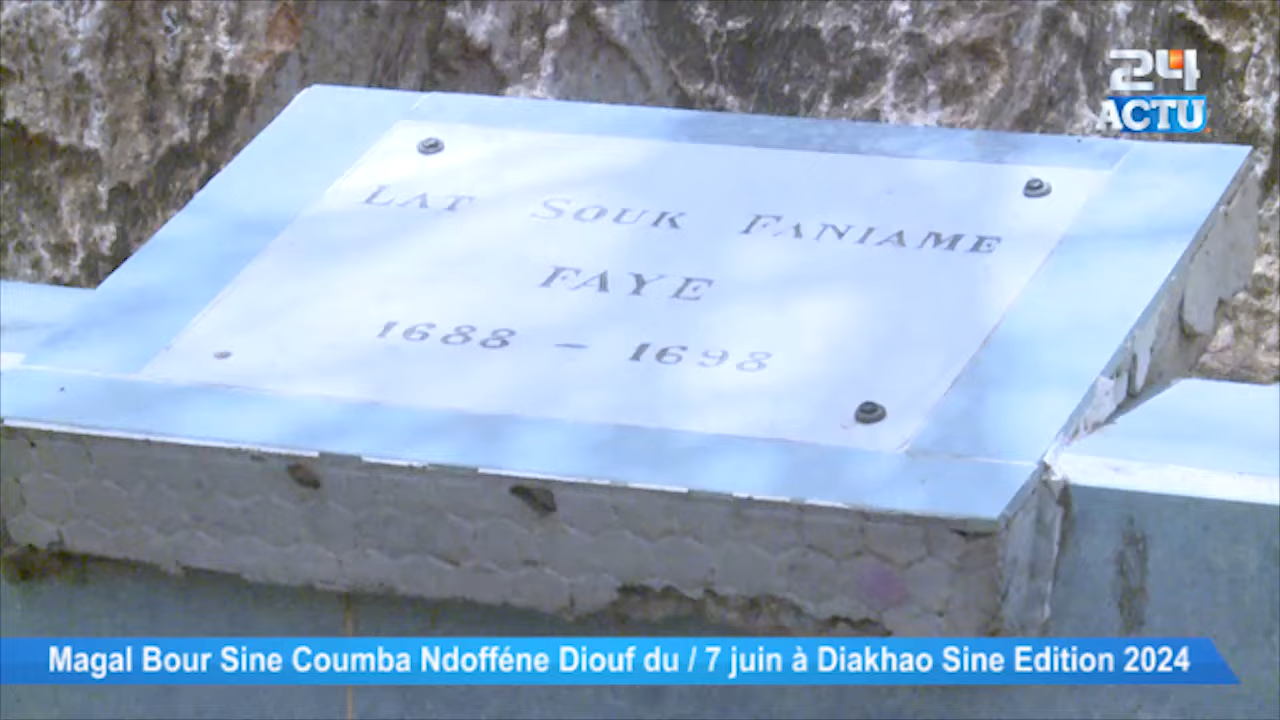 24
ACTU
LAT SOUK FANIAME
FAYE
1688 - 1698
Magal Bour Sine Coumba Ndofféne Diouf du / 7 juin à Diakhao Sine Edition 2024